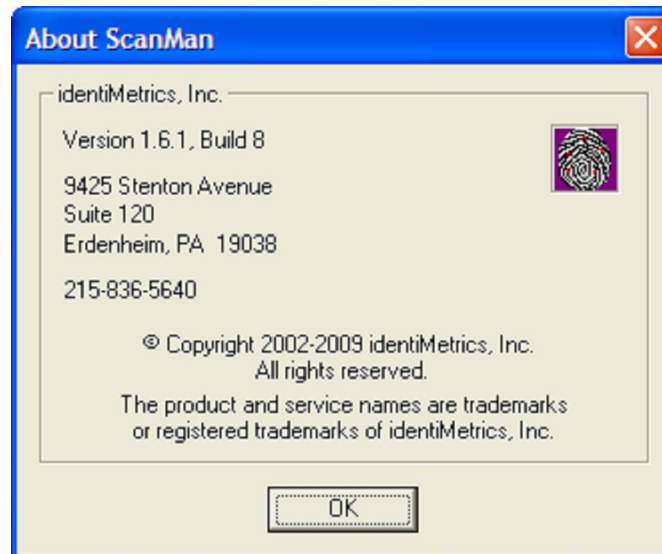 About ScanMan
identiMetrics, Inc.
Version 1.6.1, Build 8
9425 Stenton Avenue
Suite 120
Erdenheim, PA  19038
215-836-5640
© Copyright 2002-2009 identiMetrics, Inc.
All rights reserved.
The product and service names are trademarks
or registered trademarks of identiMetrics, Inc.
OK